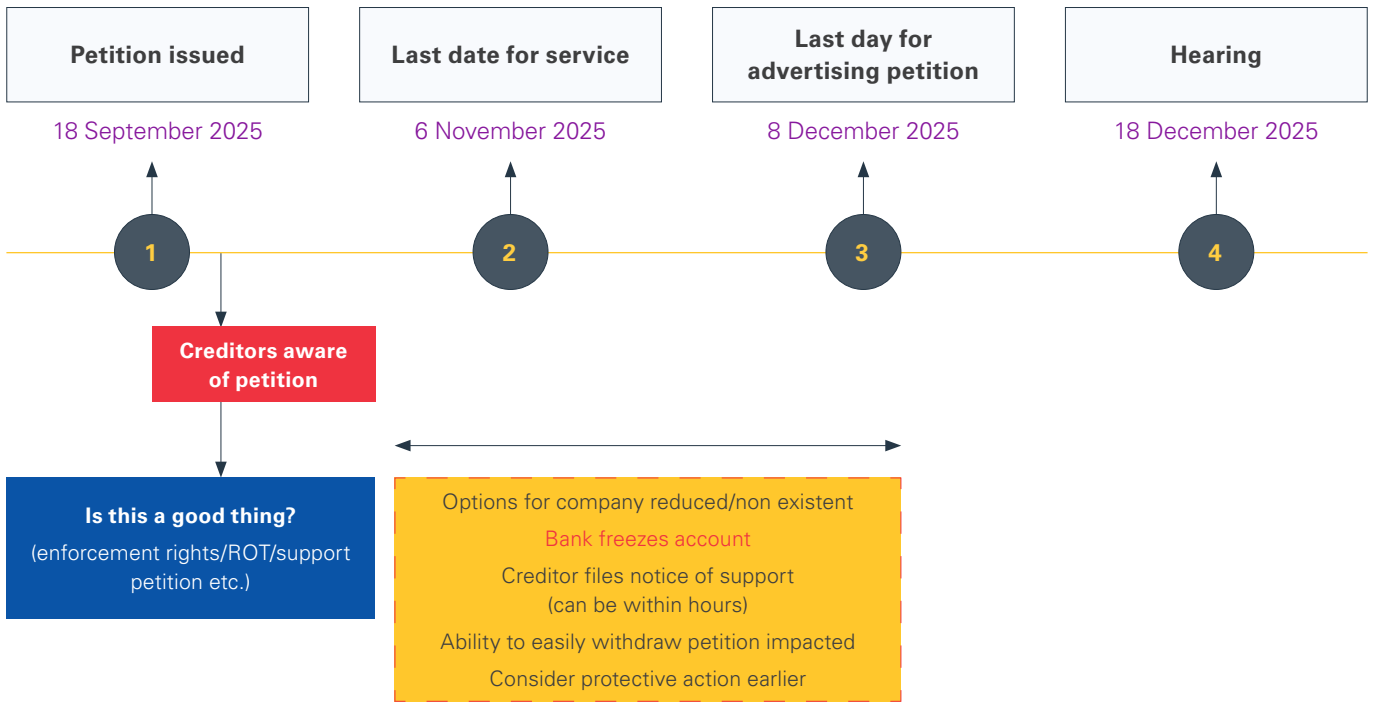 Petition issued
Last date for service
Last day for
advertising petition
Hearing
18 September 2025
6 November 2025
8 December 2025
18 December 2025
1
2
3
4
Creditors aware
of petition
Is this a good thing?
(enforcement rights/ROT/support
petition etc.)
Options for company reduced/non existent
Bank freezes account
Creditor files notice of support
(can be within hours)
Ability to easily withdraw petition impacted
Consider protective action earlier